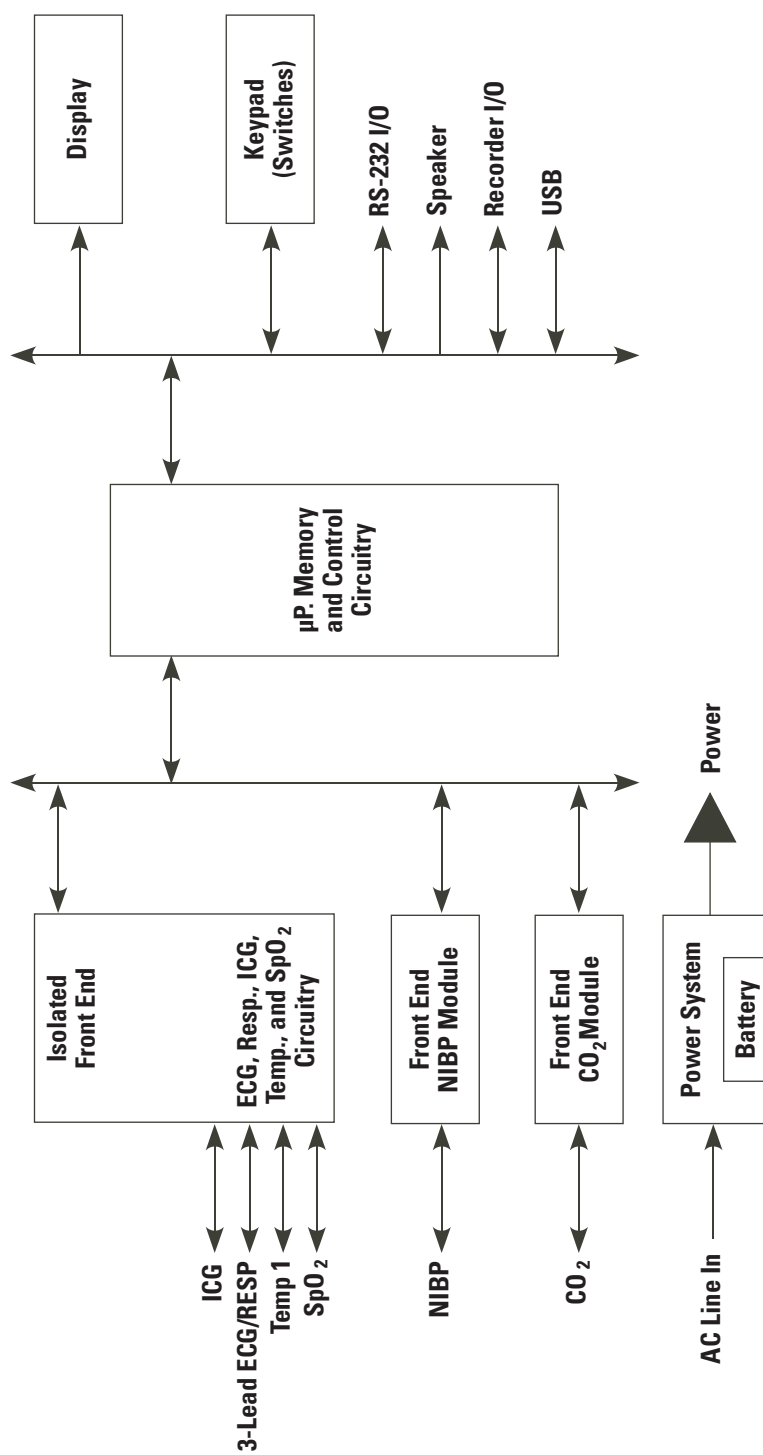 Isolated
Front End
ECG, Resp., ICG,
Temp., and SpO₂
Circuitry
ICG
3-Lead ECG/RESP
Temp 1
SpO₂
Front End
NIBP Module
NIBP
Front End
CO₂ Module
CO₂
Power System
Battery
AC Line In
Power
µP. Memory
and Control
Circuitry
Display
Keypad
(Switches)
RS-232 I/O
Speaker
Recorder I/O
USB